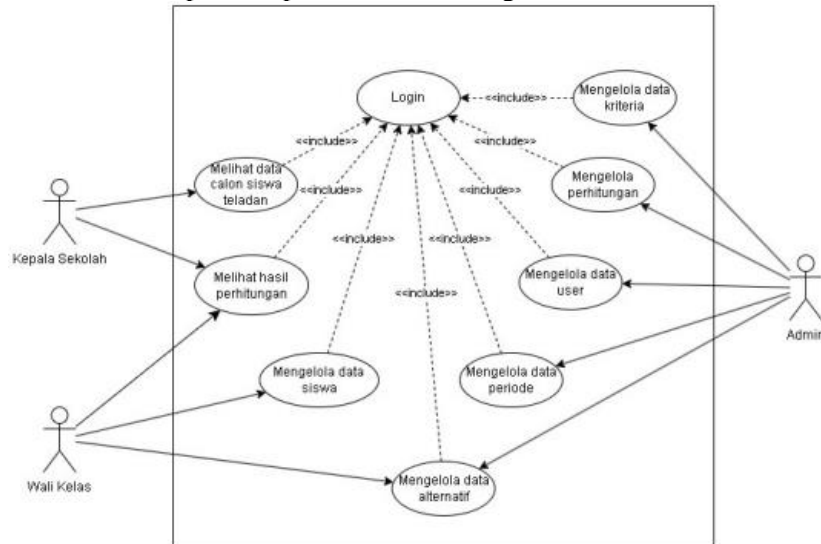 Login
<<include>>
Mengelola data
kriteria
<<include>>
<<include>>
Melihat data
calon siswa
teladan
<<include>>
Mengelola
perhitungan
<<include>>
Kepala Sekolah
<<include>>
<<include>>
Melihat hasil
perhitungan
<<include>>
Mengelola data
user
Admin
Mengelola data
siswa
Mengelola data
periode
Wali Kelas
Mengelola data
alternatif